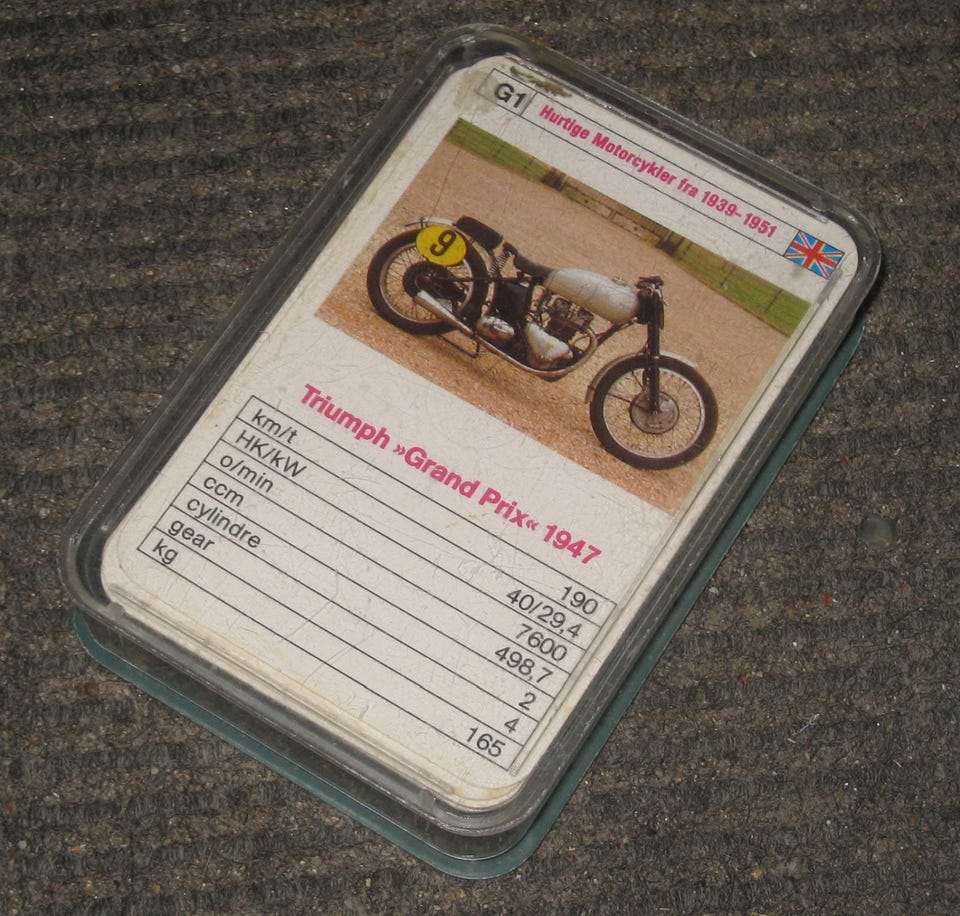 G1 Hurtige Motorcykler fra 1939-1951
9
Triumph »Grand Prix« 1947
km/t 190
HK/kW 40/29,4
o/min 7600
ccm 498,7
cylindre 2
gear 4
kg 165